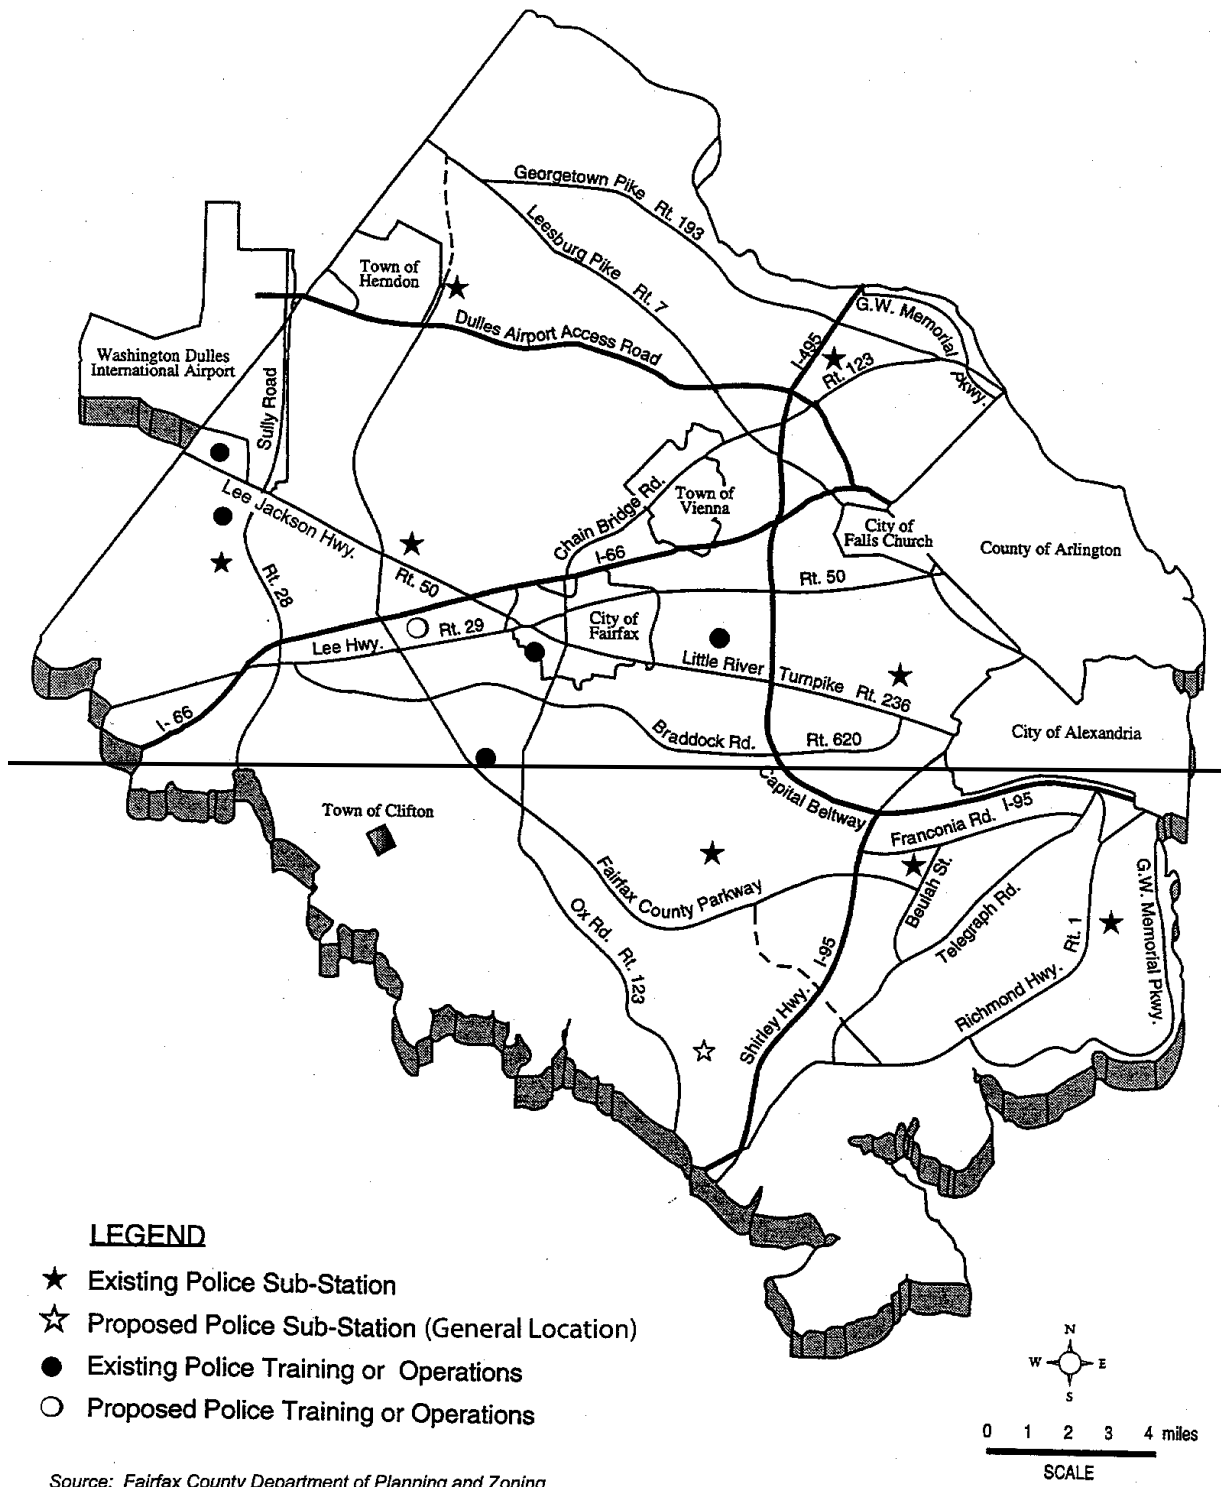 Georgetown Pike Rt. 193
Leesburg Pike Rt. 7
Town of
Herndon
G.W. Memorial Pkwy.
Dulles Airport Access Road
I-495
Rt. 123
Washington Dulles
International Airport
Sully Road
Lee Jackson Hwy.
Rt. 50
Chain Bridge Rd.
Town of
Vienna
City of
Falls Church
County of Arlington
I-66
Rt. 50
Rt. 28
City of
Fairfax
Lee Hwy. Rt. 29
Little River Turnpike Rt. 236
I-66
Braddock Rd. Rt. 620
City of Alexandria
Capital Beltway
I-95
Town of Clifton
Franconia Rd.
Fairfax County Parkway
Beulah St.
Telegraph Rd.
G.W. Memorial Pkwy.
Ox Rd. Rt. 123
I-95
Rt. 1
Richmond Hwy.
Shirley Hwy.
LEGEND
Existing Police Sub-Station
Proposed Police Sub-Station (General Location)
Existing Police Training or Operations
Proposed Police Training or Operations
N
W E
S
0 1 2 3 4 miles
SCALE
Source: Fairfax County Department of Planning and Zoning